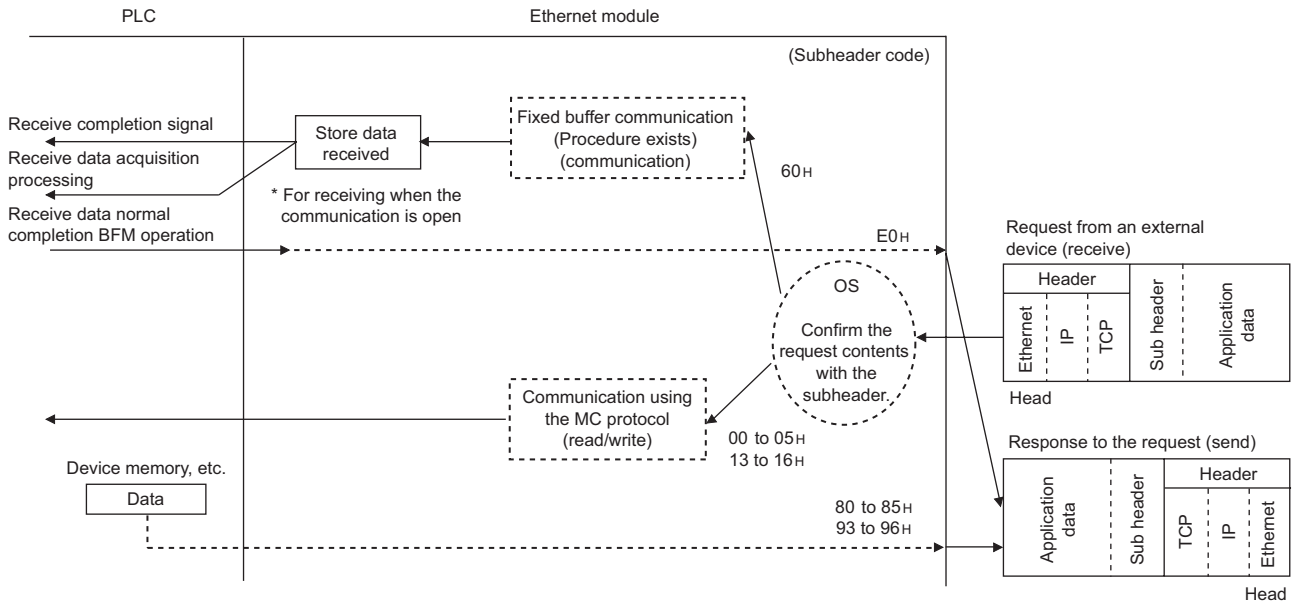 PLC
Ethernet module
(Subheader code)
Receive completion signal
Receive data acquisition
processing
Receive data normal
completion BFM operation
Store data
received
* For receiving when the
communication is open
Fixed buffer communication
(Procedure exists)
(communication)
60H
E0H
OS
Confirm the
request contents
with the
subheader.
Request from an external
device (receive)
Header
Ethernet
IP
TCP
Sub header
Application
data
Head
Communication using
the MC protocol
(read/write)
00 to 05H
13 to 16H
Device memory, etc.
Data
80 to 85H
93 to 96H
Response to the request (send)
Application
data
Sub header
Header
TCP
IP
Ethernet
Head